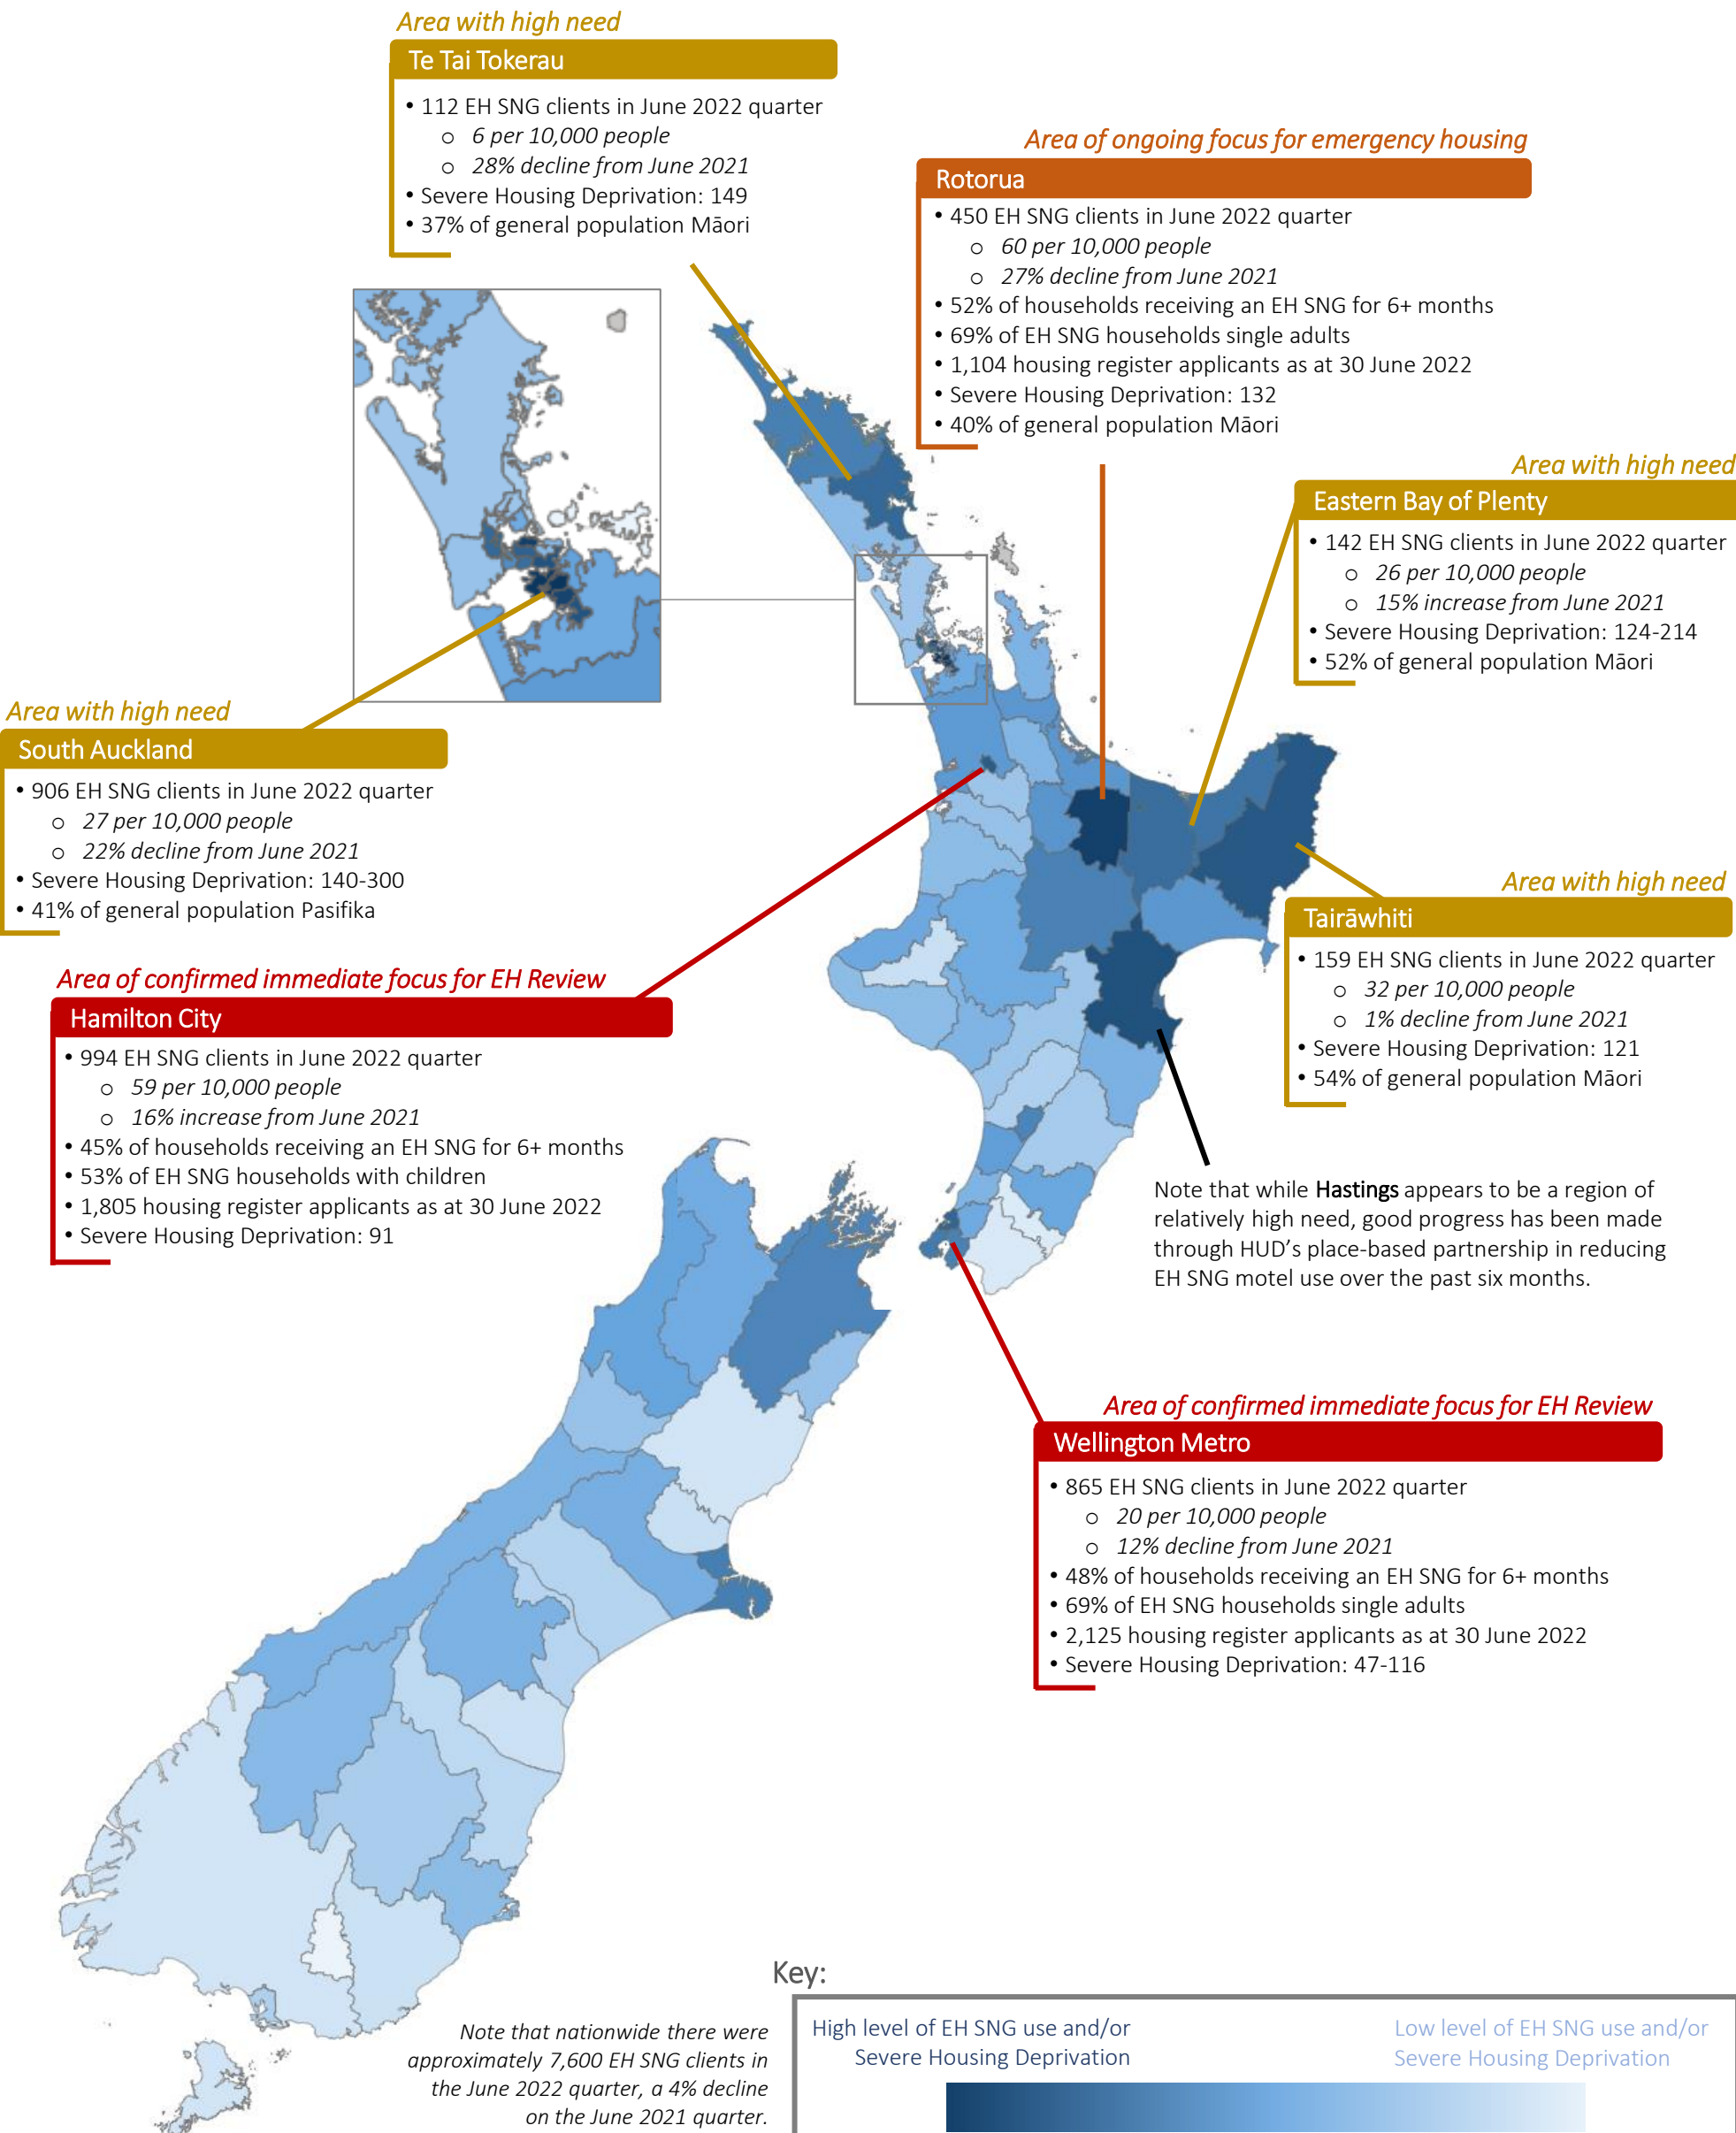 Area with high need
Te Tai Tokerau
• 112 EH SNG clients in June 2022 quarter
o 6 per 10,000 people
o 28% decline from June 2021
• Severe Housing Deprivation: 149
• 37% of general population Māori
Area of ongoing focus for emergency housing
Rotorua
• 450 EH SNG clients in June 2022 quarter
o 60 per 10,000 people
o 27% decline from June 2021
• 52% of households receiving an EH SNG for 6+ months
• 69% of EH SNG households single adults
• 1,104 housing register applicants as at 30 June 2022
• Severe Housing Deprivation: 132
• 40% of general population Māori
Area with high need
Eastern Bay of Plenty
• 142 EH SNG clients in June 2022 quarter
o 26 per 10,000 people
o 15% increase from June 2021
• Severe Housing Deprivation: 124-214
• 52% of general population Māori
Area with high need
South Auckland
• 906 EH SNG clients in June 2022 quarter
o 27 per 10,000 people
o 22% decline from June 2021
• Severe Housing Deprivation: 140-300
• 41% of general population Pasifika
Area with high need
Tairāwhiti
• 159 EH SNG clients in June 2022 quarter
o 32 per 10,000 people
o 1% decline from June 2021
• Severe Housing Deprivation: 121
• 54% of general population Māori
Area of confirmed immediate focus for EH Review
Hamilton City
• 994 EH SNG clients in June 2022 quarter
o 59 per 10,000 people
o 16% increase from June 2021
• 45% of households receiving an EH SNG for 6+ months
• 53% of EH SNG households with children
• 1,805 housing register applicants as at 30 June 2022
• Severe Housing Deprivation: 91
Note that while Hastings appears to be a region of
relatively high need, good progress has been made
through HUD's place-based partnership in reducing
EH SNG motel use over the past six months.
Area of confirmed immediate focus for EH Review
Wellington Metro
• 865 EH SNG clients in June 2022 quarter
o 20 per 10,000 people
o 12% decline from June 2021
• 48% of households receiving an EH SNG for 6+ months
• 69% of EH SNG households single adults
• 2,125 housing register applicants as at 30 June 2022
• Severe Housing Deprivation: 47-116
Note that nationwide there were
approximately 7,600 EH SNG clients in
the June 2022 quarter, a 4% decline
on the June 2021 quarter.
Key:
High level of EH SNG use and/or
Severe Housing Deprivation
Low level of EH SNG use and/or
Severe Housing Deprivation